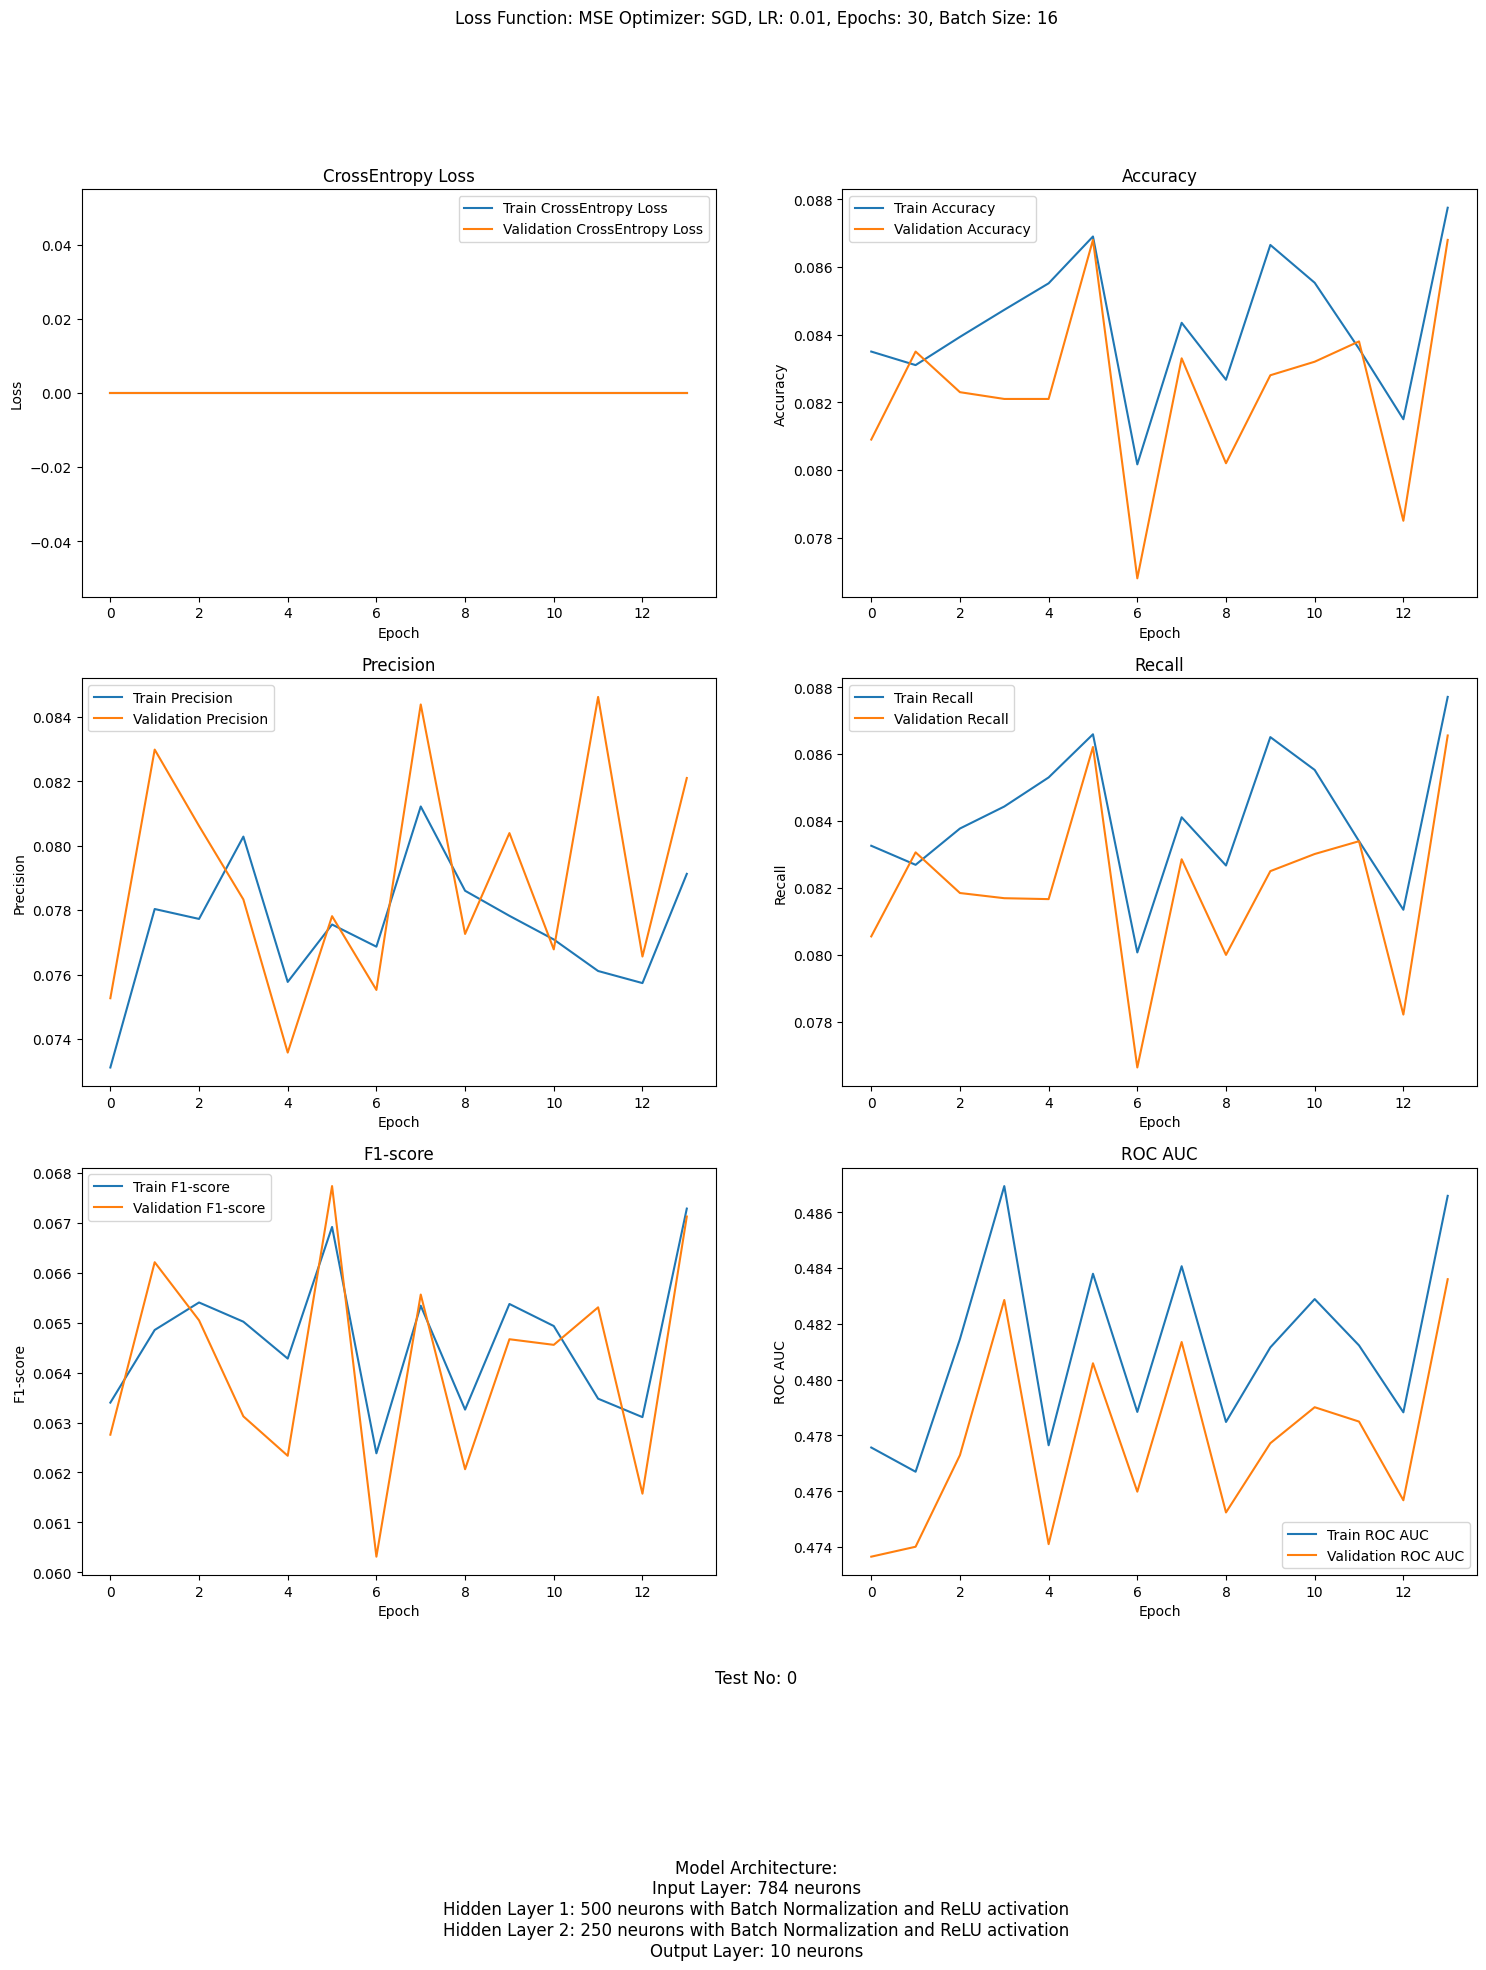 Loss Function: MSE Optimizer: SGD, LR: 0.01, Epochs: 30, Batch Size: 16
CrossEntropy Loss
Train CrossEntropy Loss
Validation CrossEntropy Loss
Loss
0.04
0.02
0.00
−0.02
−0.04
0 2 4 6 8 10 12
Epoch
Accuracy
Train Accuracy
Validation Accuracy
Accuracy
0.088
0.086
0.084
0.082
0.080
0.078
0 2 4 6 8 10 12
Epoch
Precision
Train Precision
Validation Precision
Precision
0.084
0.082
0.080
0.078
0.076
0.074
0 2 4 6 8 10 12
Epoch
Recall
Train Recall
Validation Recall
Recall
0.088
0.086
0.084
0.082
0.080
0.078
0 2 4 6 8 10 12
Epoch
F1-score
Train F1-score
Validation F1-score
F1-score
0.068
0.067
0.066
0.065
0.064
0.063
0.062
0.061
0.060
0 2 4 6 8 10 12
Epoch
ROC AUC
ROC AUC
0.486
0.484
0.482
0.480
0.478
0.476
0.474
Train ROC AUC
Validation ROC AUC
0 2 4 6 8 10 12
Epoch
Test No: 0
Model Architecture:
Input Layer: 784 neurons
Hidden Layer 1: 500 neurons with Batch Normalization and ReLU activation
Hidden Layer 2: 250 neurons with Batch Normalization and ReLU activation
Output Layer: 10 neurons